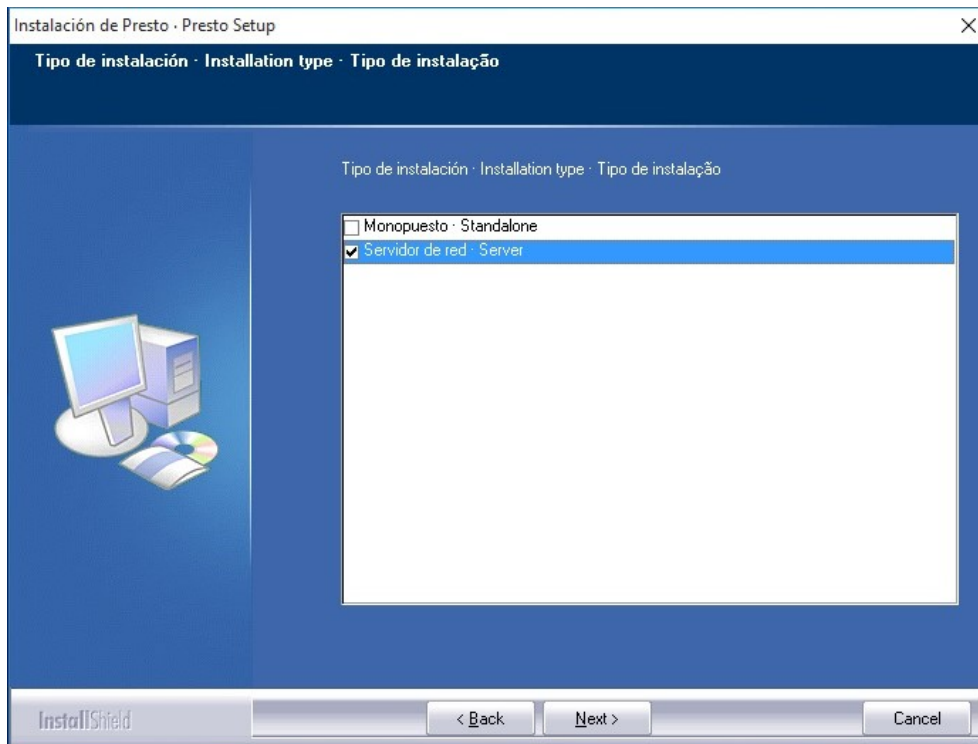 Instalación de Presto · Presto Setup
Tipo de instalación · Installation type · Tipo de instalação
Tipo de instalación · Installation type · Tipo de instalação
Monopuesto · Standalone
Servidor de red · Server
InstallShield
< Back
Next >
Cancel